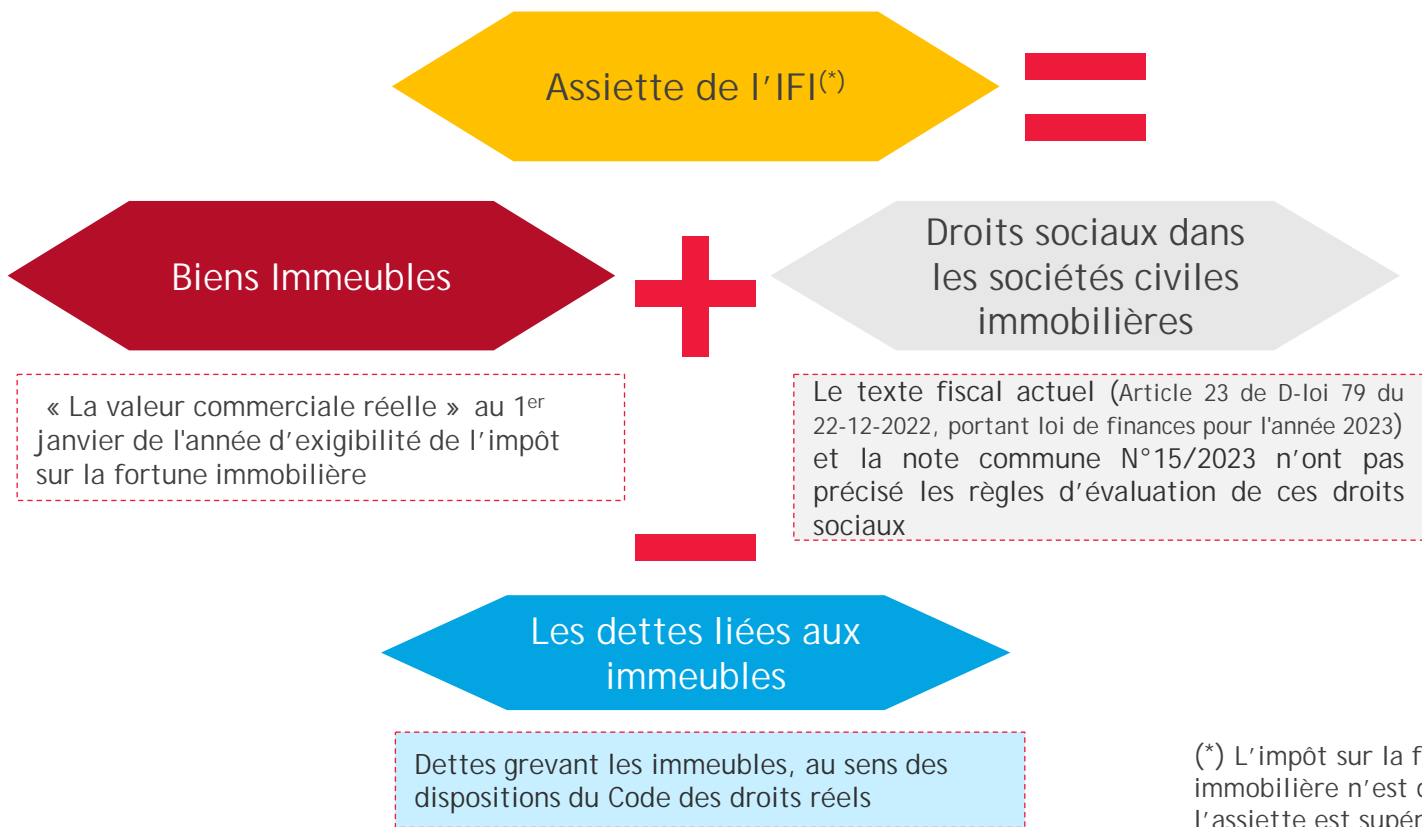 Assiette de l’IFI(*)
Biens Immeubles
Droits sociaux dans
les sociétés civiles
immobilières
« La valeur commerciale réelle » au 1er
janvier de l'année d’exigibilité de l’impôt
sur la fortune immobilière
Le texte fiscal actuel (Article 23 de D-loi 79 du
22-12-2022, portant loi de finances pour l'année 2023)
et la note commune N°15/2023 n’ont pas
précisé les règles d’évaluation de ces droits
sociaux
Les dettes liées aux
immeubles
Dettes grevant les immeubles, au sens des
dispositions du Code des droits réels
(*) L’impôt sur la
immobilière n’est
l’assiette est